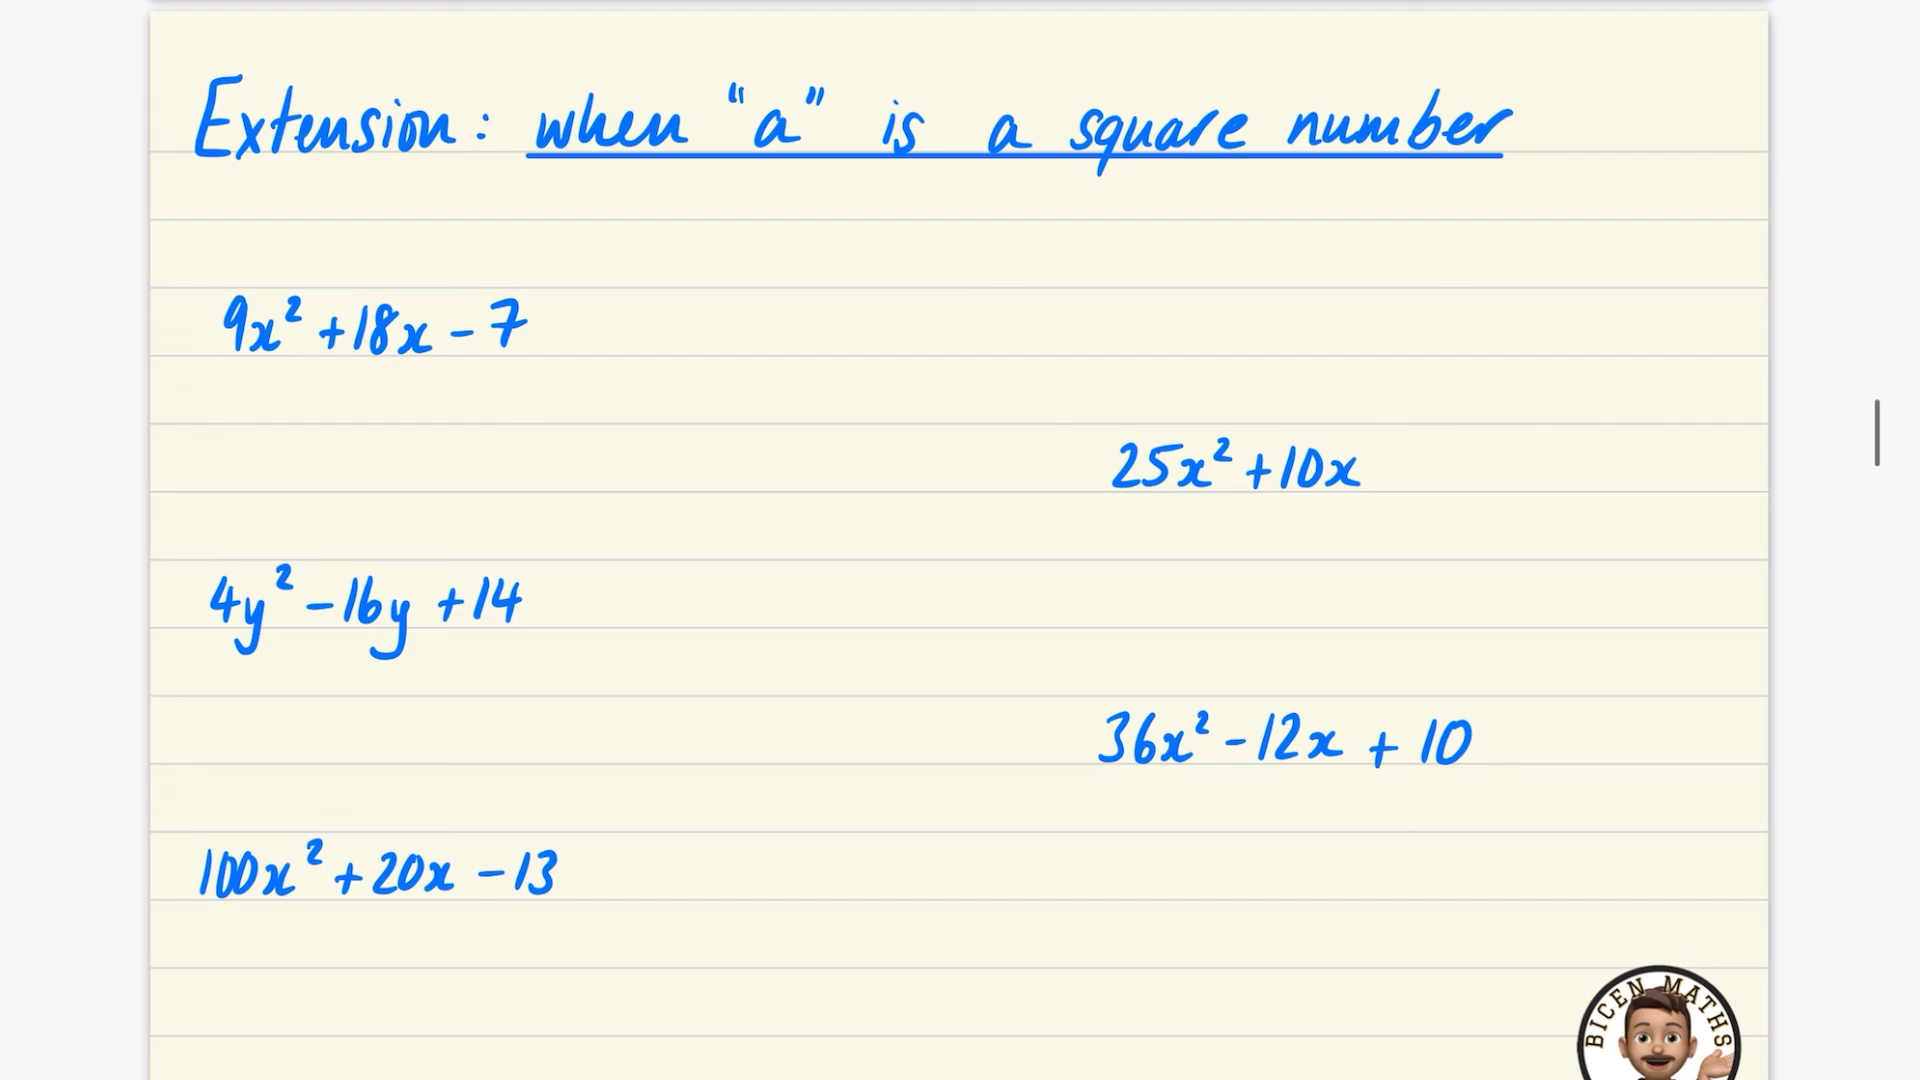 Extension: when "a" is a square number
9x² + 18x - 7
25x² + 10x
4y² - 16y + 14
36x² - 12x + 10
100x² + 20x - 13
BICEN MATHS